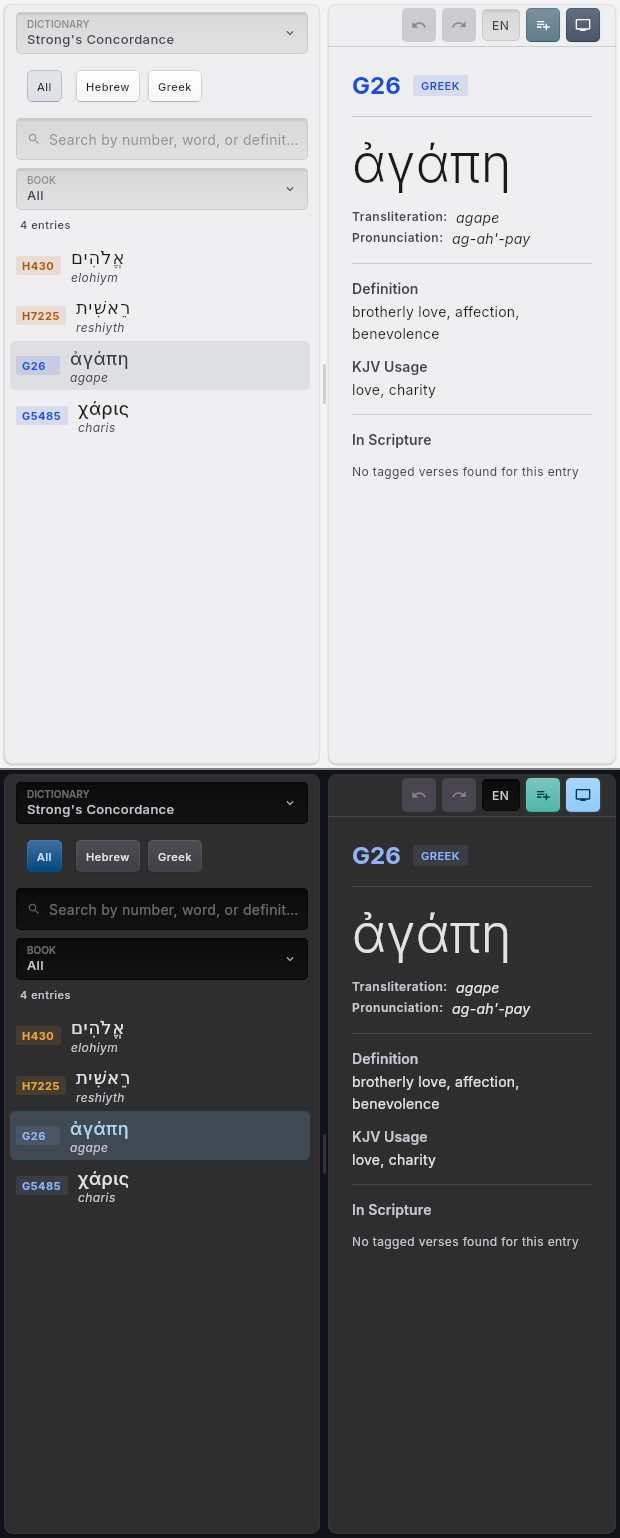 DICTIONARY
Strong's Concordance
All
Hebrew
Greek
Search by number, word, or definit...
BOOK
All
4 entries
H430
אֱלֹהִים
elohiym
H7225
רֵאשִׁית
reshiyth
G26
ἀγάπη
agape
G5485
χάρις
charis
EN
G26
GREEK
ἀγάπη
Transliteration: agape
Pronunciation: ag-ah'-pay
Definition
brotherly love, affection,
benevolence
KJV Usage
love, charity
In Scripture
No tagged verses found for this entry
DICTIONARY
Strong's Concordance
All
Hebrew
Greek
Search by number, word, or definit...
BOOK
All
4 entries
H430
אֱלֹהִים
elohiym
H7225
רֵאשִׁית
reshiyth
G26
ἀγάπη
agape
G5485
χάρις
charis
EN
G26
GREEK
ἀγάπη
Transliteration: agape
Pronunciation: ag-ah'-pay
Definition
brotherly love, affection,
benevolence
KJV Usage
love, charity
In Scripture
No tagged verses found for this entry